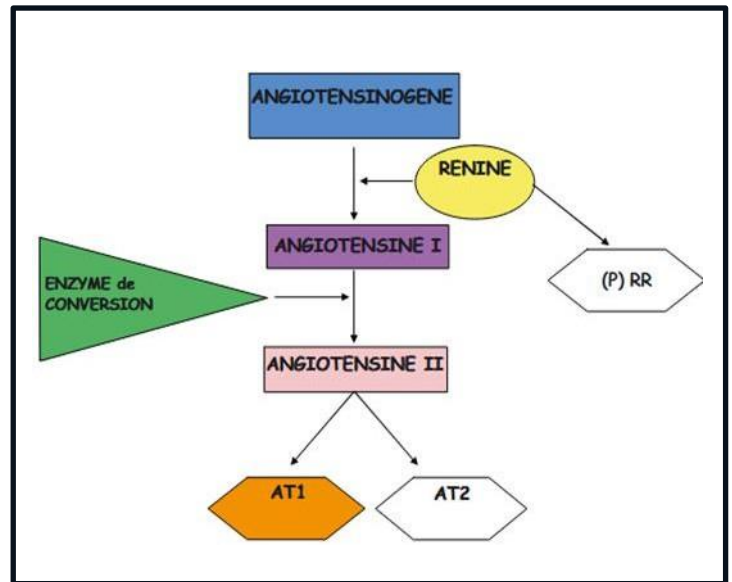 ANGIOTENSINOGENE
RENINE
ANGIOTENSINE I
(P) RR
ENZYME de
CONVERSION
ANGIOTENSINE II
AT1
AT2